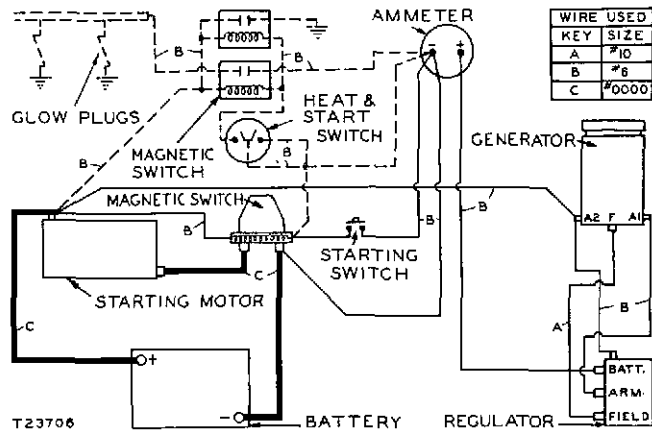 AMMETER
- +
WIRE USED
KEY SIZE
A #10
B #6
C #0000
B
B
B
GLOW PLUGS
HEAT &
START
SWITCH
MAGNETIC
SWITCH
B
B
GENERATOR
MAGNETIC SWITCH
B
A2 F A1
B
B
B
STARTING
SWITCH
C
STARTING MOTOR
C
A
B
+
BATT.
ARM.
FIELD
-
T23706
BATTERY
REGULATOR